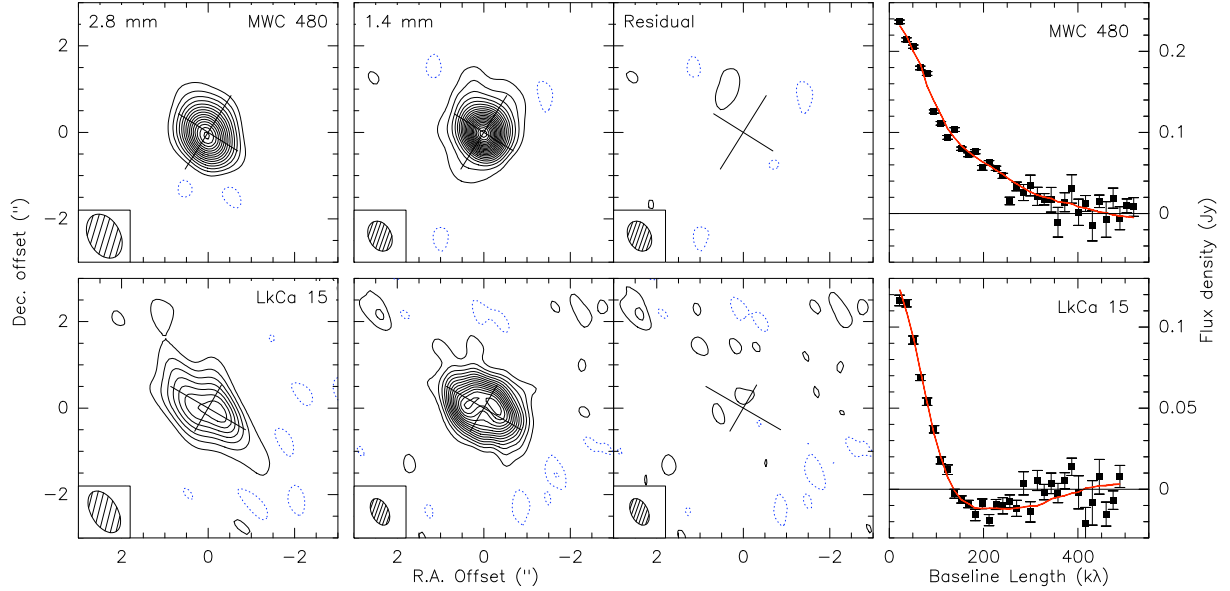 2.8 mm MWC 480
1.4 mm
Residual
MWC 480
2
0
−2
0.2
0.1
0
LkCa 15
LkCa 15
2
0
−2
0.1
0.05
0
2 0 −2
2 0 −2
2 0 −2
0 200 400
Dec. offset (")
R.A. Offset (")
Baseline Length (kλ)
Flux density (Jy)